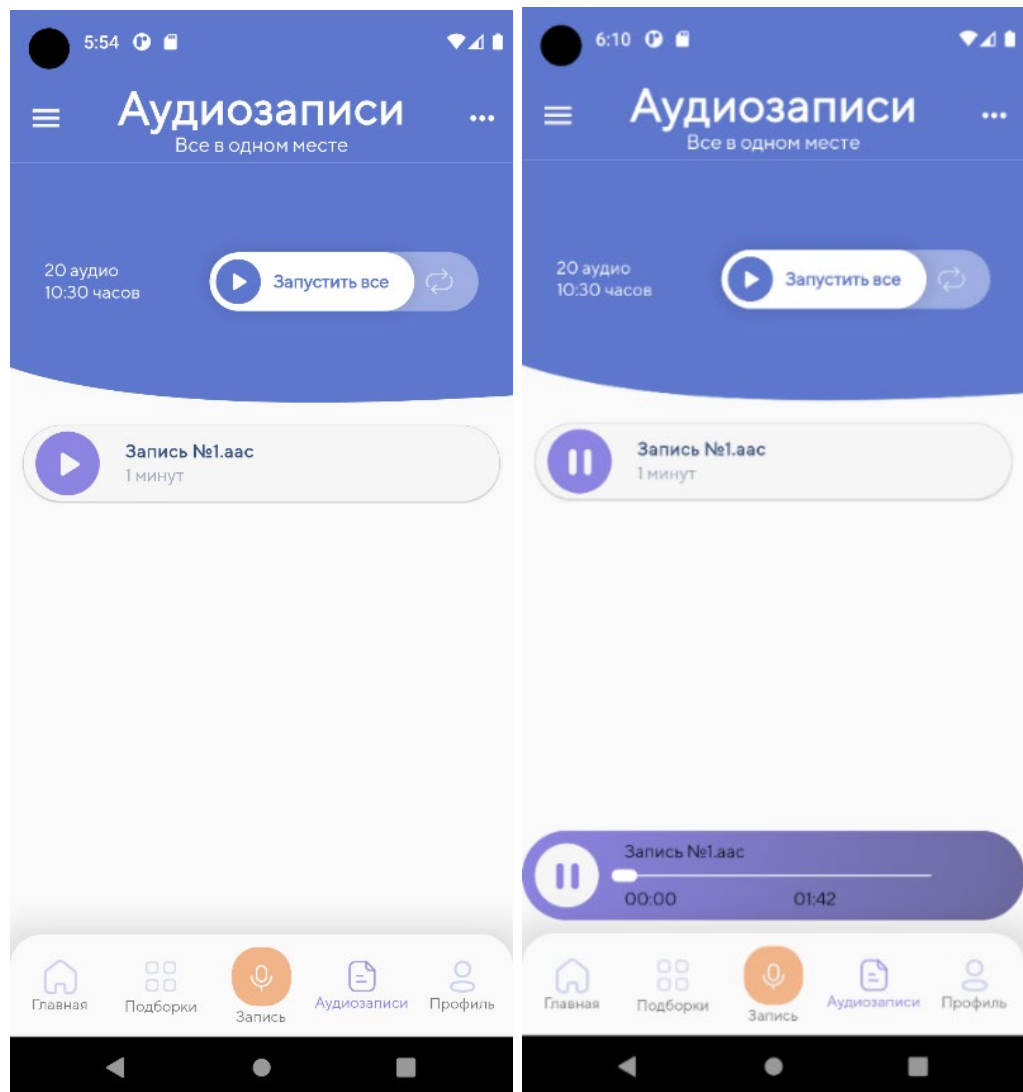 5:54
Аудиозаписи
Все в одном месте
20 аудио
10:30 часов
Запустить все
Запись №1.aac
1 минут
Главная
Подборки
Запись
Аудиозаписи
Профиль
6:10
Аудиозаписи
Все в одном месте
20 аудио
10:30 часов
Запустить все
Запись №1.aac
1 минут
Запись №1.aac
00:00 01:42
Главная
Подборки
Запись
Аудиозаписи
Профиль